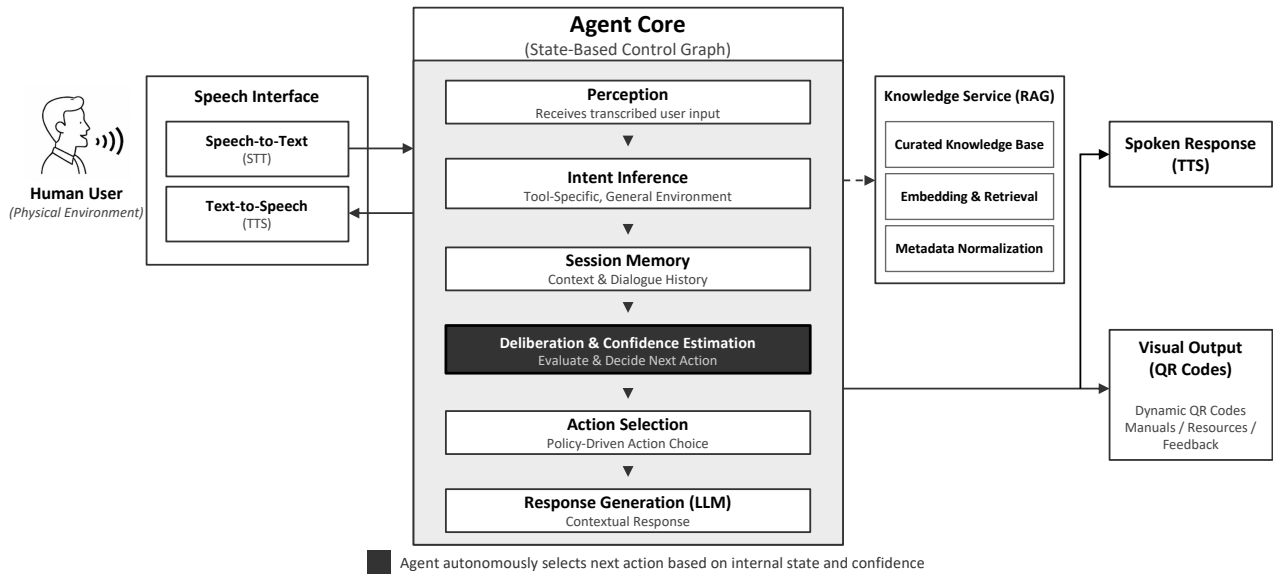 Agent Core
(State-Based Control Graph)
Human User
(Physical Environment)
Speech Interface
Speech-to-Text
(STT)
Text-to-Speech
(TTS)
Perception
Receives transcribed user input
Intent Inference
Tool-Specific, General Environment
Session Memory
Context & Dialogue History
Deliberation & Confidence Estimation
Evaluate & Decide Next Action
Action Selection
Policy-Driven Action Choice
Response Generation (LLM)
Contextual Response
Knowledge Service (RAG)
Curated Knowledge Base
Embedding & Retrieval
Metadata Normalization
Spoken Response
(TTS)
Visual Output
(QR Codes)
Dynamic QR Codes
Manuals / Resources /
Feedback
Agent autonomously selects next action based on internal state and confidence